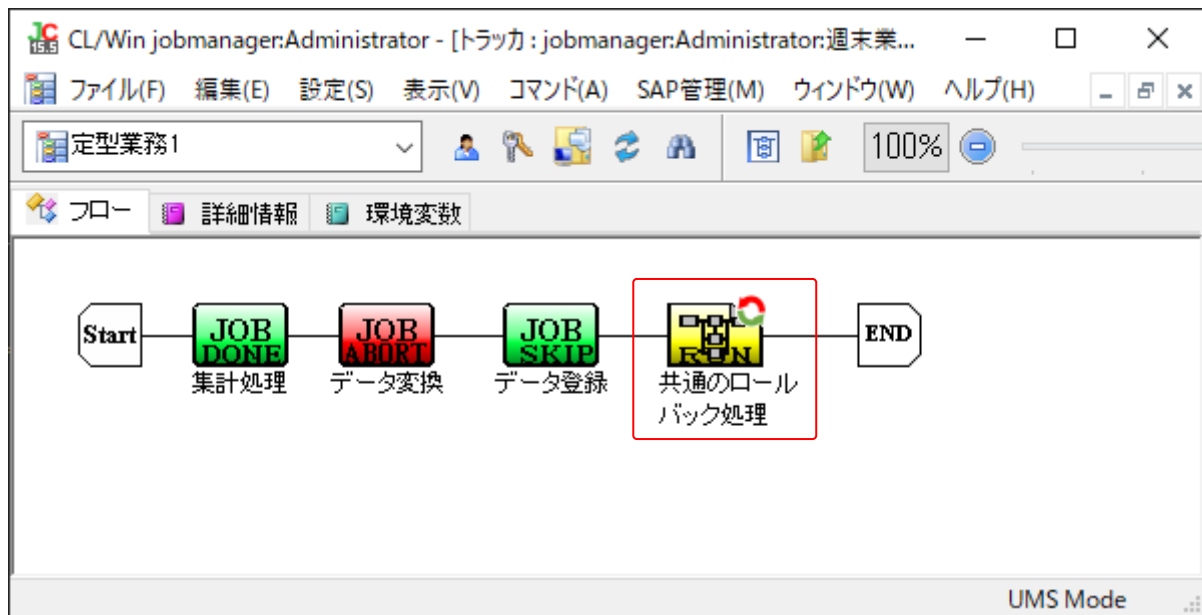 JC 15.5 CL/Win jobmanager:Administrator - [トラッカ : jobmanager:Administrator:週末業...
ファイル(F) 編集(E) 設定(S) 表示(V) コマンド(A) SAP管理(M) ウィンドウ(W) ヘルプ(H)
定型業務1 100%
フロー 詳細情報 環境変数
Start JOB DONE JOB ABORT JOB SKIP RUN END
集計処理 データ変換 データ登録 共通のロール
バック処理
UMS Mode